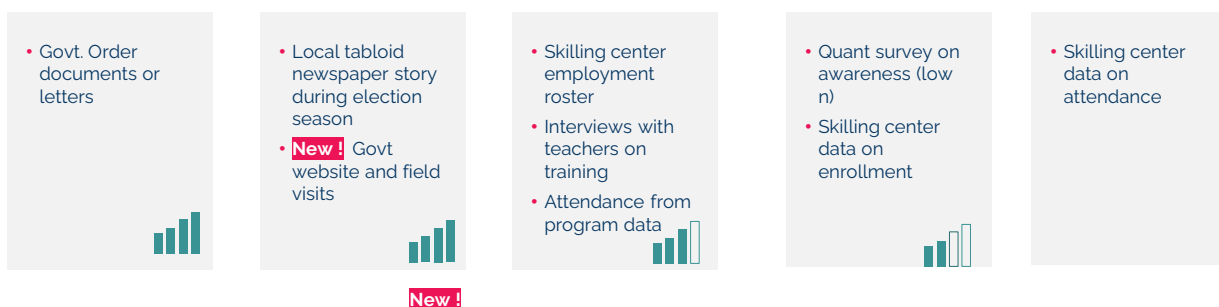 • Govt. Order
documents or
letters
• Local tabloid
newspaper story
during election
season
• New ! Govt
website and field
visits
• Skilling center
employment
roster
• Interviews with
teachers on
training
• Attendance from
program data
• Quant survey on
awareness (low
n)
• Skilling center
data on
enrollment
• Skilling center
data on
attendance
New !